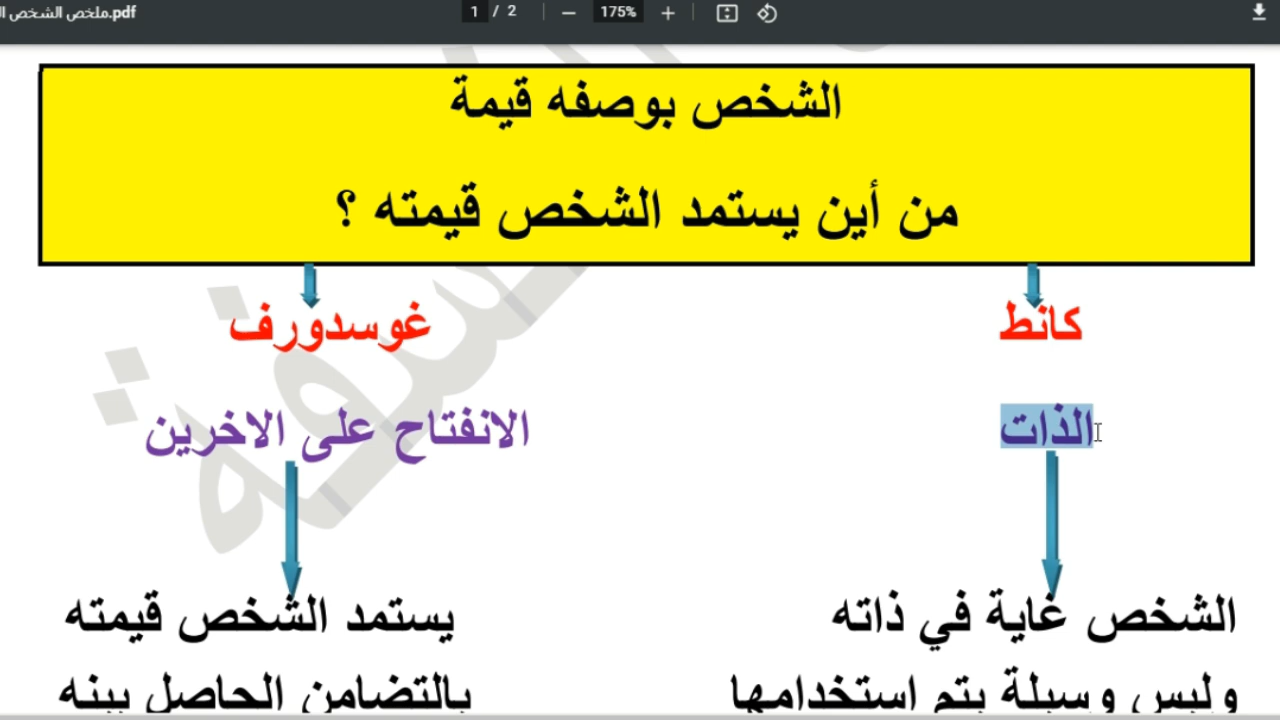 ملخص الشخص ال.pdf
1 / 2
175%
الشخص بوصفه قيمة
من أين يستمد الشخص قيمته ؟
كانط
غوسدورف
الذات
الانفتاح على الاخرين
الشخص غاية في ذاته
وليس وسيلة يتم استخدامها
يستمد الشخص قيمته
بالتضامن الحاصل بينه